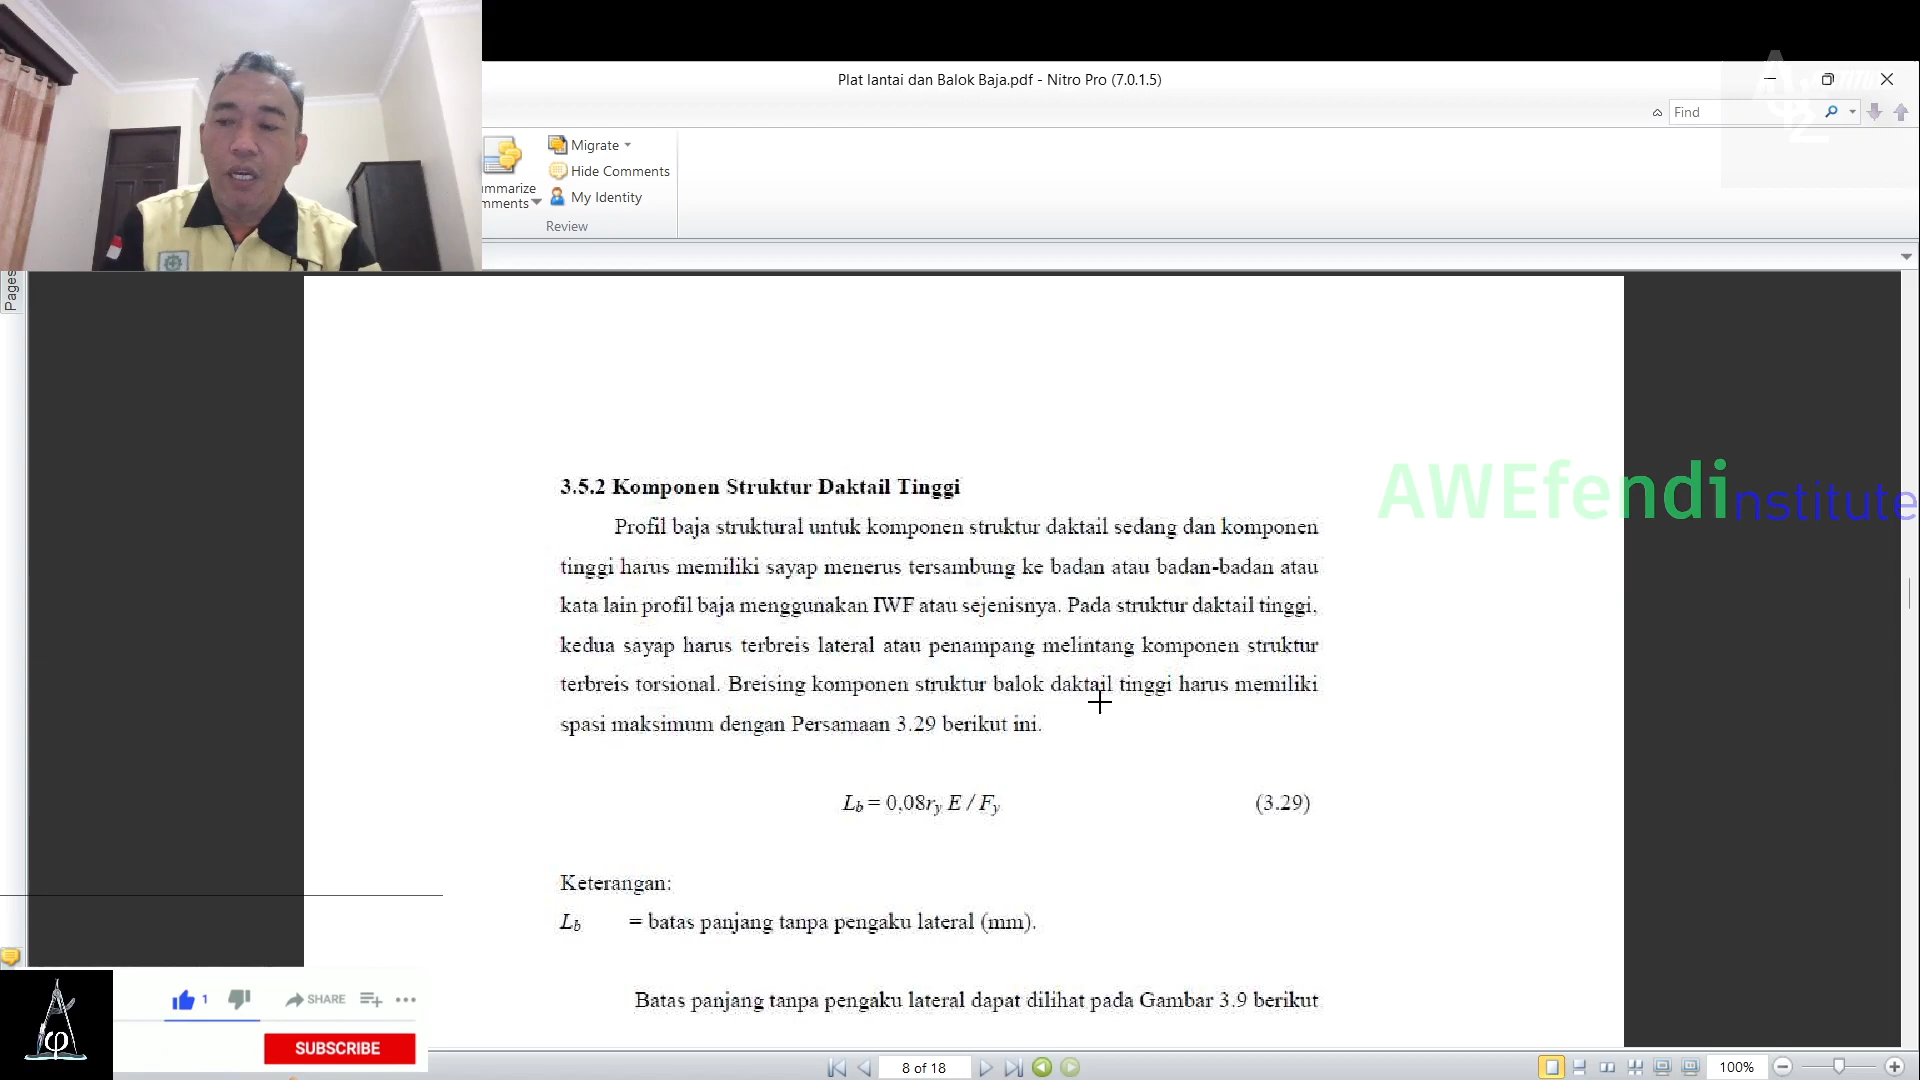 Plat lantai dan Balok Baja.pdf - Nitro Pro (7.0.1.5)
Find
Migrate
Hide Comments
My Identity
ummarize
mments
Review
Pages
3.5.2 Komponen Struktur Daktail Tinggi
Profil baja struktural untuk komponen struktur daktail sedang dan komponen
tinggi harus memiliki sayap menerus tersambung ke badan atau badan-badan atau
kata lain profil baja menggunakan IWF atau sejenisnya. Pada struktur daktail tinggi,
kedua sayap harus terbreis lateral atau penampang melintang komponen struktur
terbreis torsional. Breising komponen struktur balok daktail tinggi harus memiliki
spasi maksimum dengan Persamaan 3.29 berikut ini.
L_b = 0,08r_y E / F_y (3.29)
Keterangan:
L_b = batas panjang tanpa pengaku lateral (mm).
Batas panjang tanpa pengaku lateral dapat dilihat pada Gambar 3.9 berikut
AWEfendinstitute
1 SHARE
SUBSCRIBE
8 of 18
100%